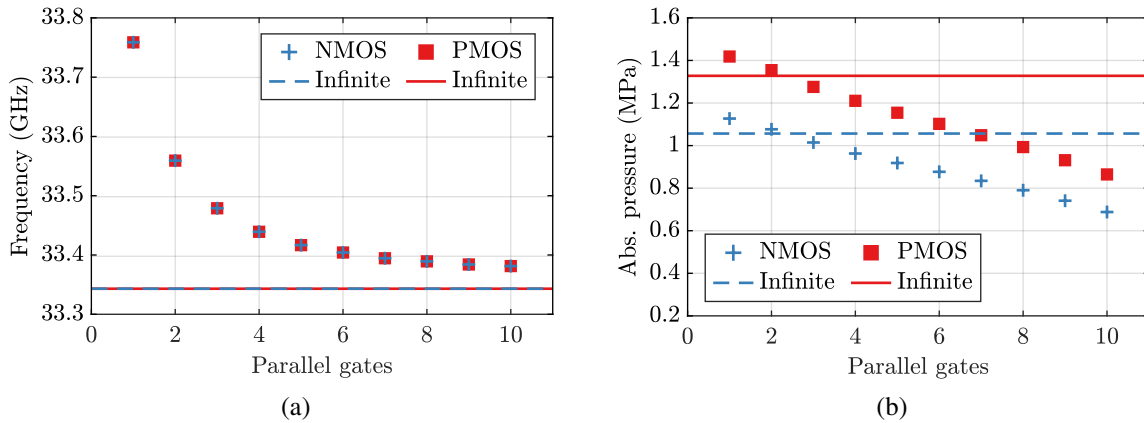 33.8
33.7
33.6
33.5
33.4
33.3
Frequency (GHz)
NMOS PMOS
Infinite Infinite
0 2 4 6 8 10
Parallel gates
(a)
1.6
1.4
1.2
1
0.8
0.6
0.4
0.2
Abs. pressure (MPa)
NMOS PMOS
Infinite Infinite
0 2 4 6 8 10
Parallel gates
(b)